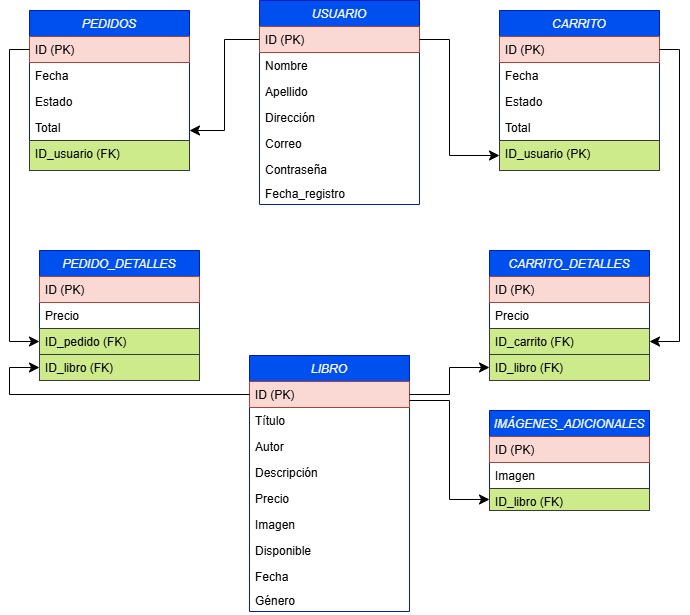 PEDIDOS
ID (PK)
Fecha
Estado
Total
ID_usuario (FK)
USUARIO
ID (PK)
Nombre
Apellido
Dirección
Correo
Contraseña
Fecha_registro
CARRITO
ID (PK)
Fecha
Estado
Total
ID_usuario (PK)
PEDIDO_DETALLES
ID (PK)
Precio
ID_pedido (FK)
ID_libro (FK)
LIBRO
ID (PK)
Título
Autor
Descripción
Precio
Imagen
Disponible
Fecha
Género
CARRITO_DETALLES
ID (PK)
Precio
ID_carrito (FK)
ID_libro (FK)
IMÁGENES_ADICIONALES
ID (PK)
Imagen
ID_libro (FK)